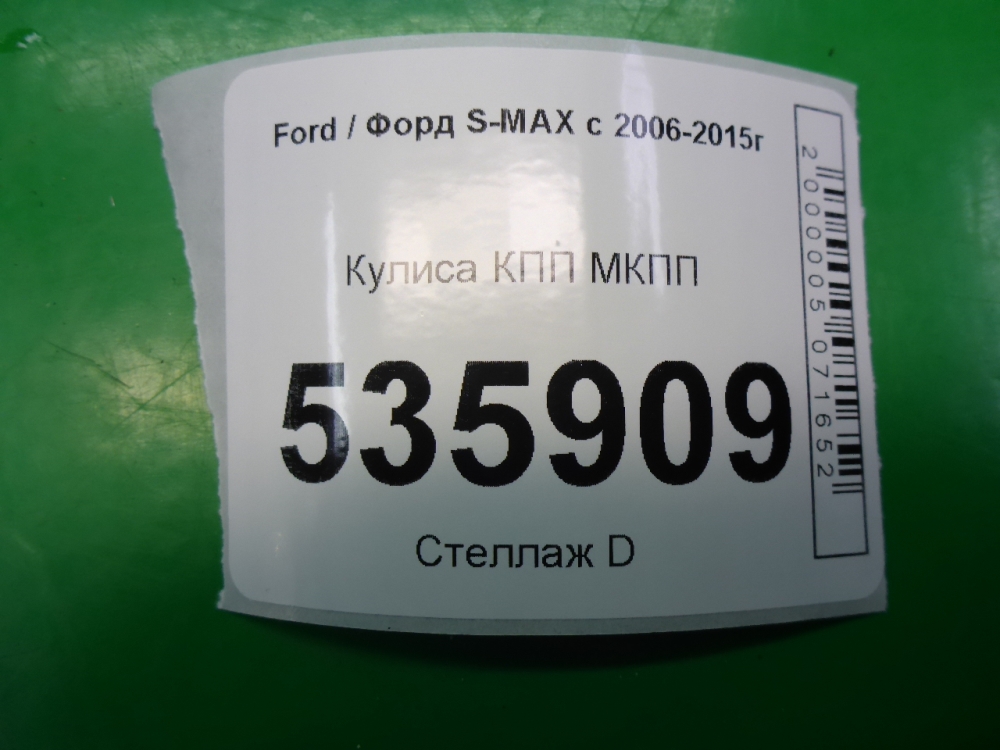 Ford / Форд S-MAX с 2006-2015г
Кулиса КПП МКПП
535909
Стеллаж D
2000005071652